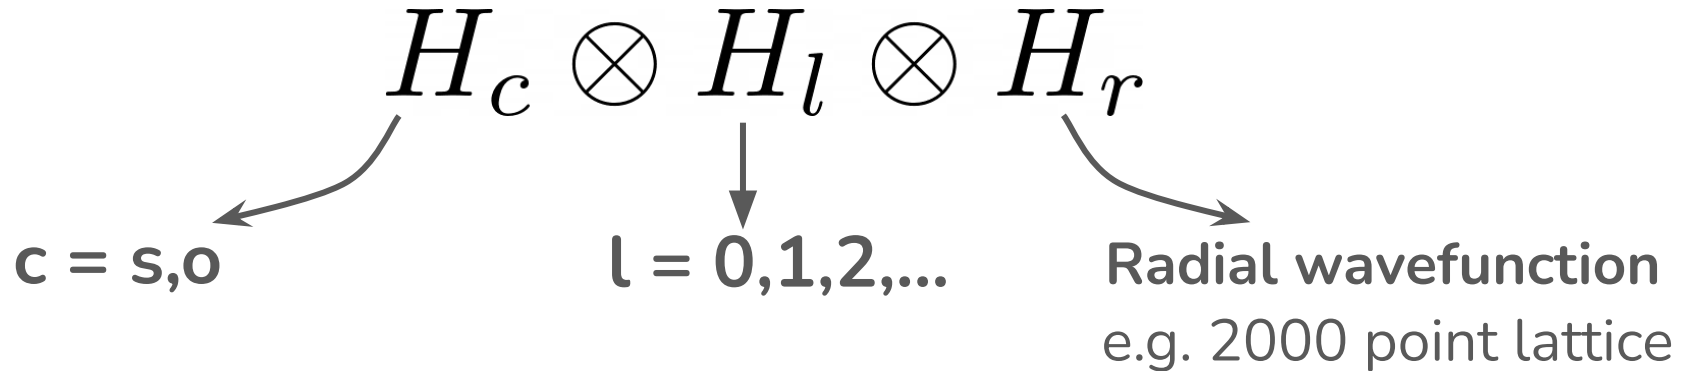 H_c ⊗ H_l ⊗ H_r
c = s,o
l = 0,1,2,...
Radial wavefunction
e.g. 2000 point lattice